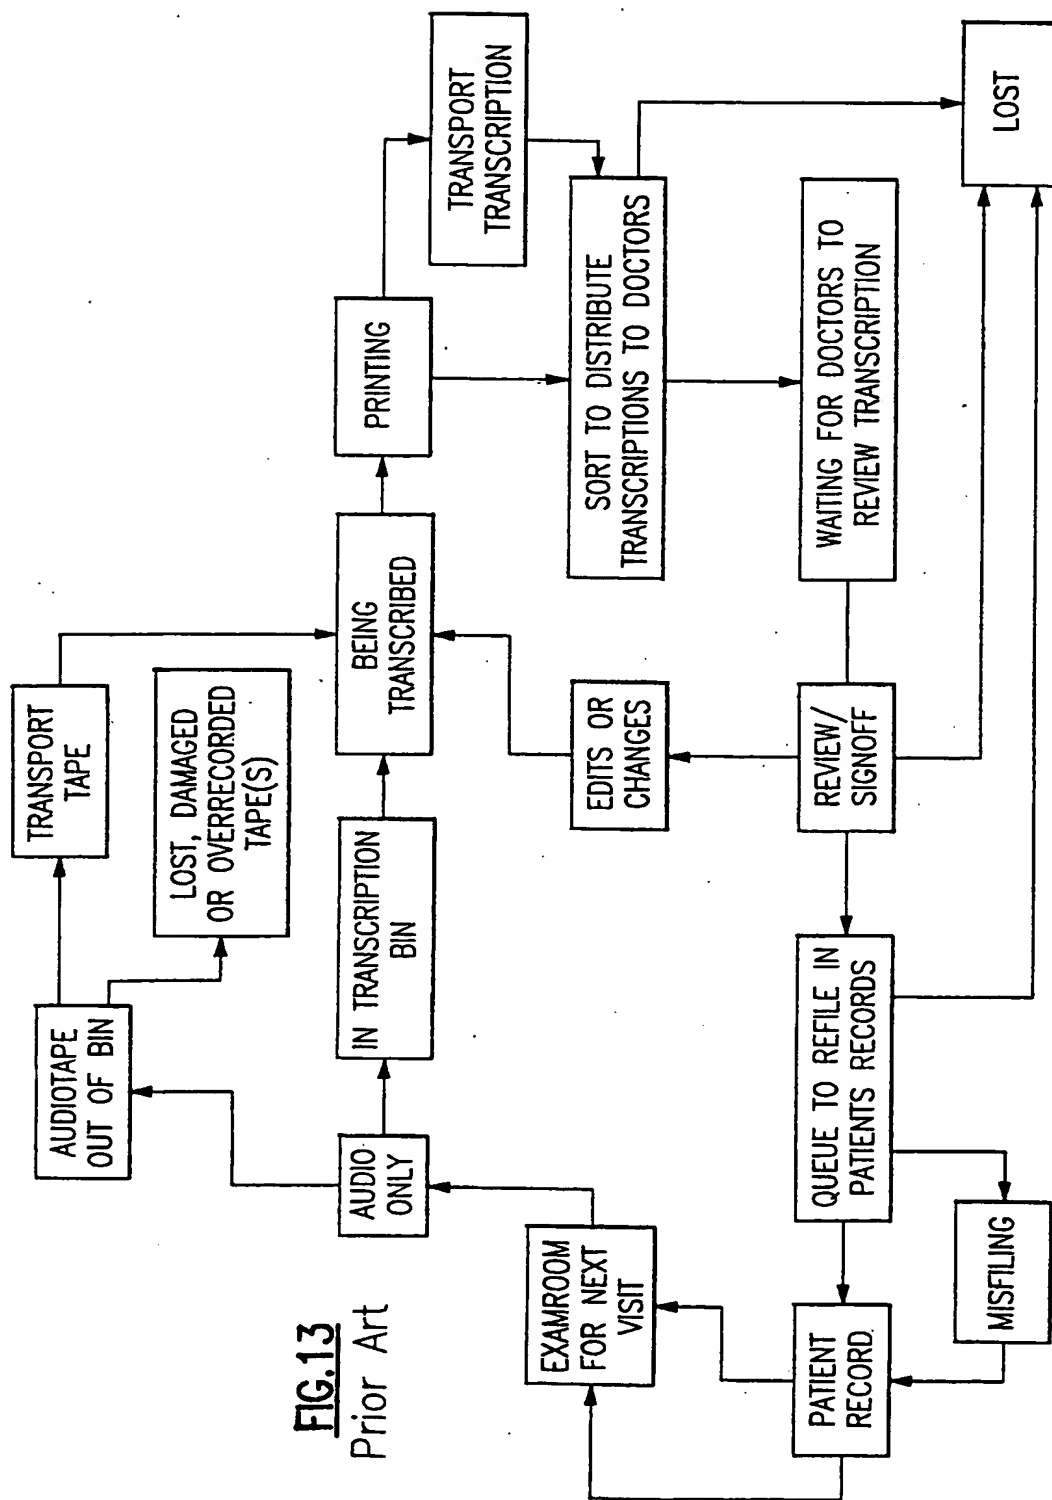 AUDIOTAPE
OUT OF BIN
TRANSPORT
TAPE
LOST, DAMAGED
OR OVERRECORDED
TAPE(S)
AUDIO
ONLY
IN TRANSCRIPTION
BIN
BEING
TRANSCRIBED
PRINTING
TRANSPORT
TRANSCRIPTION
EXAMROOM
FOR NEXT
VISIT
EDITS OR
CHANGES
SORT TO DISTRIBUTE
TRANSCRIPTIONS TO DOCTORS
PATIENT
RECORD
QUEUE TO REFILE IN
PATIENTS RECORDS
REVIEW/
SIGNOFF
WAITING FOR DOCTORS TO
REVIEW TRANSCRIPTION
MISFILING
LOST
FIG.13
Prior Art